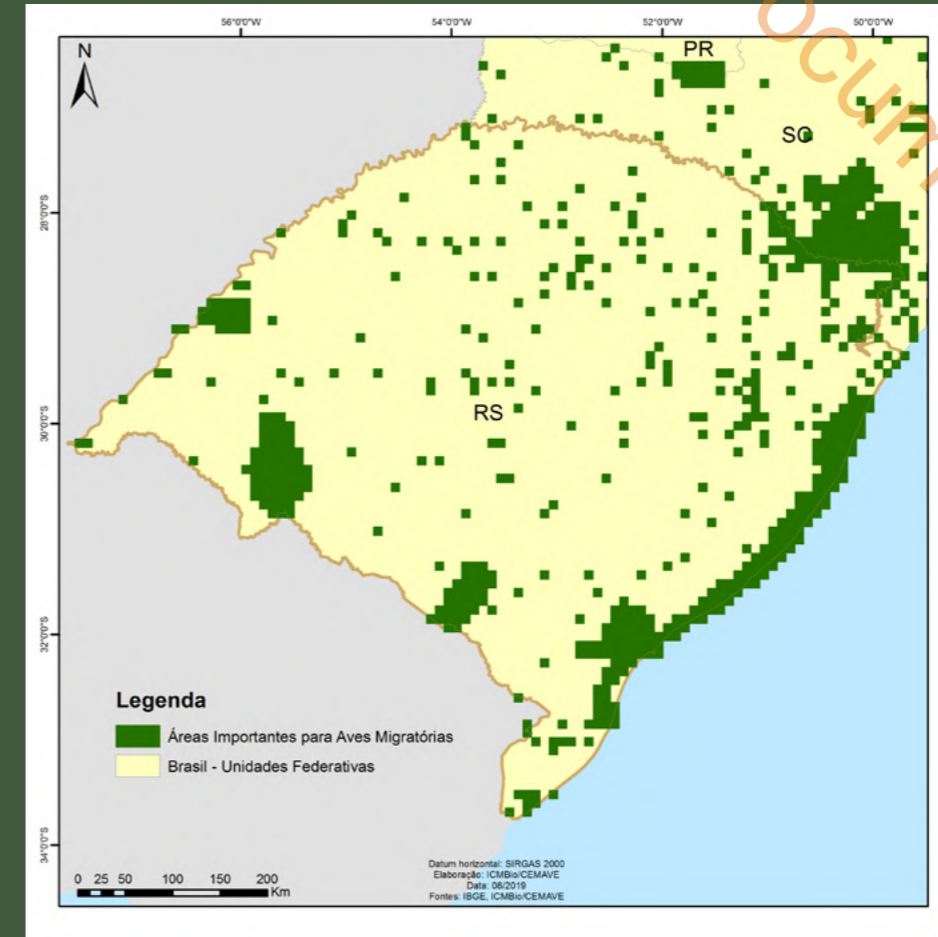 56°0'0"W 54°0'0"W 52°0'0"W 50°0'0"W
N
PR
SC
ocum
28°0'0"S
30°0'0"S
RS
32°0'0"S
34°0'0"S
Legenda
Áreas Importantes para Aves Migratórias
Brasil - Unidades Federativas
0 25 50 100 150 200
Km
Datum horizontal: SIRGAS 2000
Elaboração: ICMBio/CEMAVE
Data: 08/2019
Fontes: IBGE, ICMBio/CEMAVE